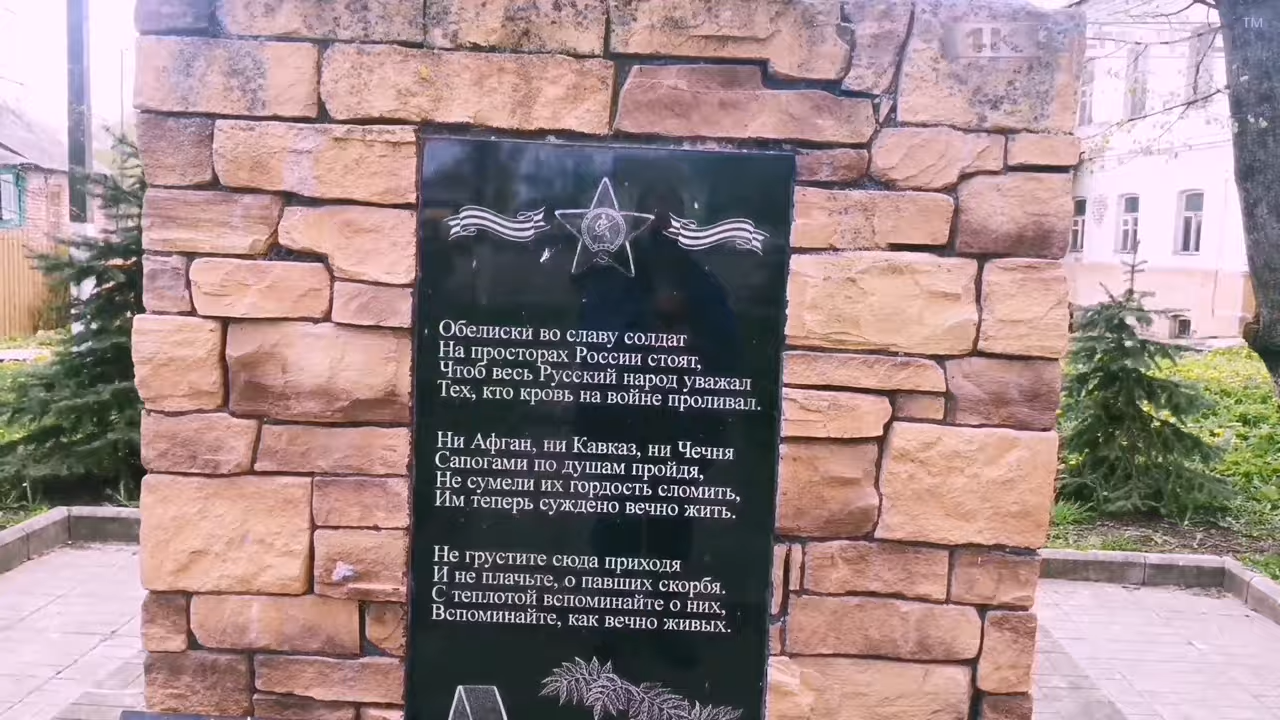 Обелиски во славу солдат
На просторах России стоят,
Чтоб весь Русский народ уважал
Тех, кто кровь на войне проливал.
Ни Афган, ни Кавказ, ни Чечня
Сапогами по душам пройдя,
Не сумели их гордость сломить,
Им теперь суждено вечно жить.
Не грустите сюда приходя
И не плачьте, о павших скорбя.
С теплотой вспоминайте о них,
Вспоминайте, как вечно живых.